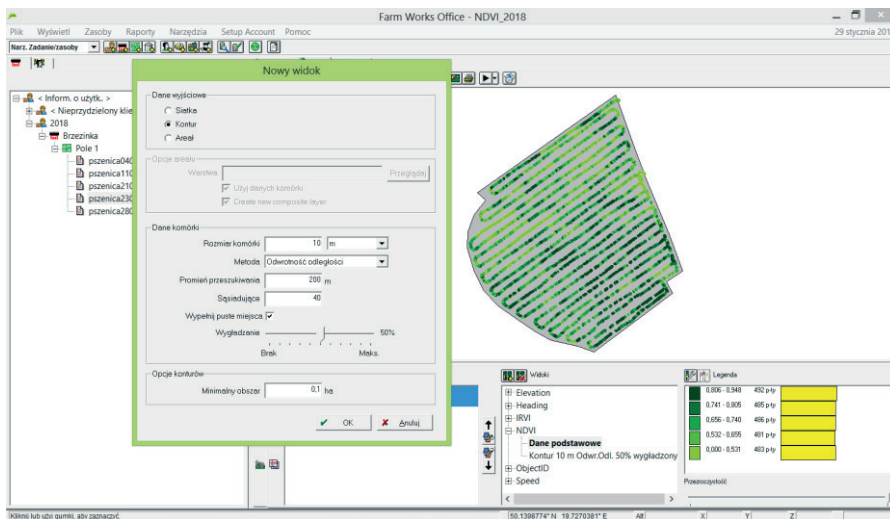 Farm Works Office - NDVI_2018
Plik Wyświetl Zasoby Raporty Narzędzia Setup Account Pomoc
29 stycznia 201
Narz. Zadanie/zasoby
Nowy widok
Dane wyjściowe
Siatka
Kontur
Areał
Opcje areału
Warstwa
Przeglądaj
Użyj danych komórki
Create new composite layer
Dane komórki
Rozmiar komórki 10 m
Metoda Odwrotność odległości
Promień przeszukiwania 200 m
Sąsiadujące 40
Wypełnij puste miejsca
Wygładzanie 50%
Brak Maks.
Opcje konturów
Minimalny obszar 0,1 ha
OK Anuluj
< Inform. o użytk.. >
< Nieprzydzielony klie
2018
Brzezinka
Pole 1
pszenica040
pszenica110
pszenica210
pszenica230
pszenica280
Widoki
Elevation
Heading
IRVI
NDVI
Dane podstawowe
Kontur 10 m Odwr.Odl. 50% wygładzony
ObjectID
Speed
Legenda
0,806 - 0,948 492 p-ty
0,741 - 0,805 485 p-ty
0,656 - 0,740 486 p-ty
0,532 - 0,655 481 p-ty
0,000 - 0,531 483 p-ty
Przezroczystość
Kliknij lub użyj gumki, aby zaznaczyć.
50.1398774° N 19.7270381° E Alt X Y Z